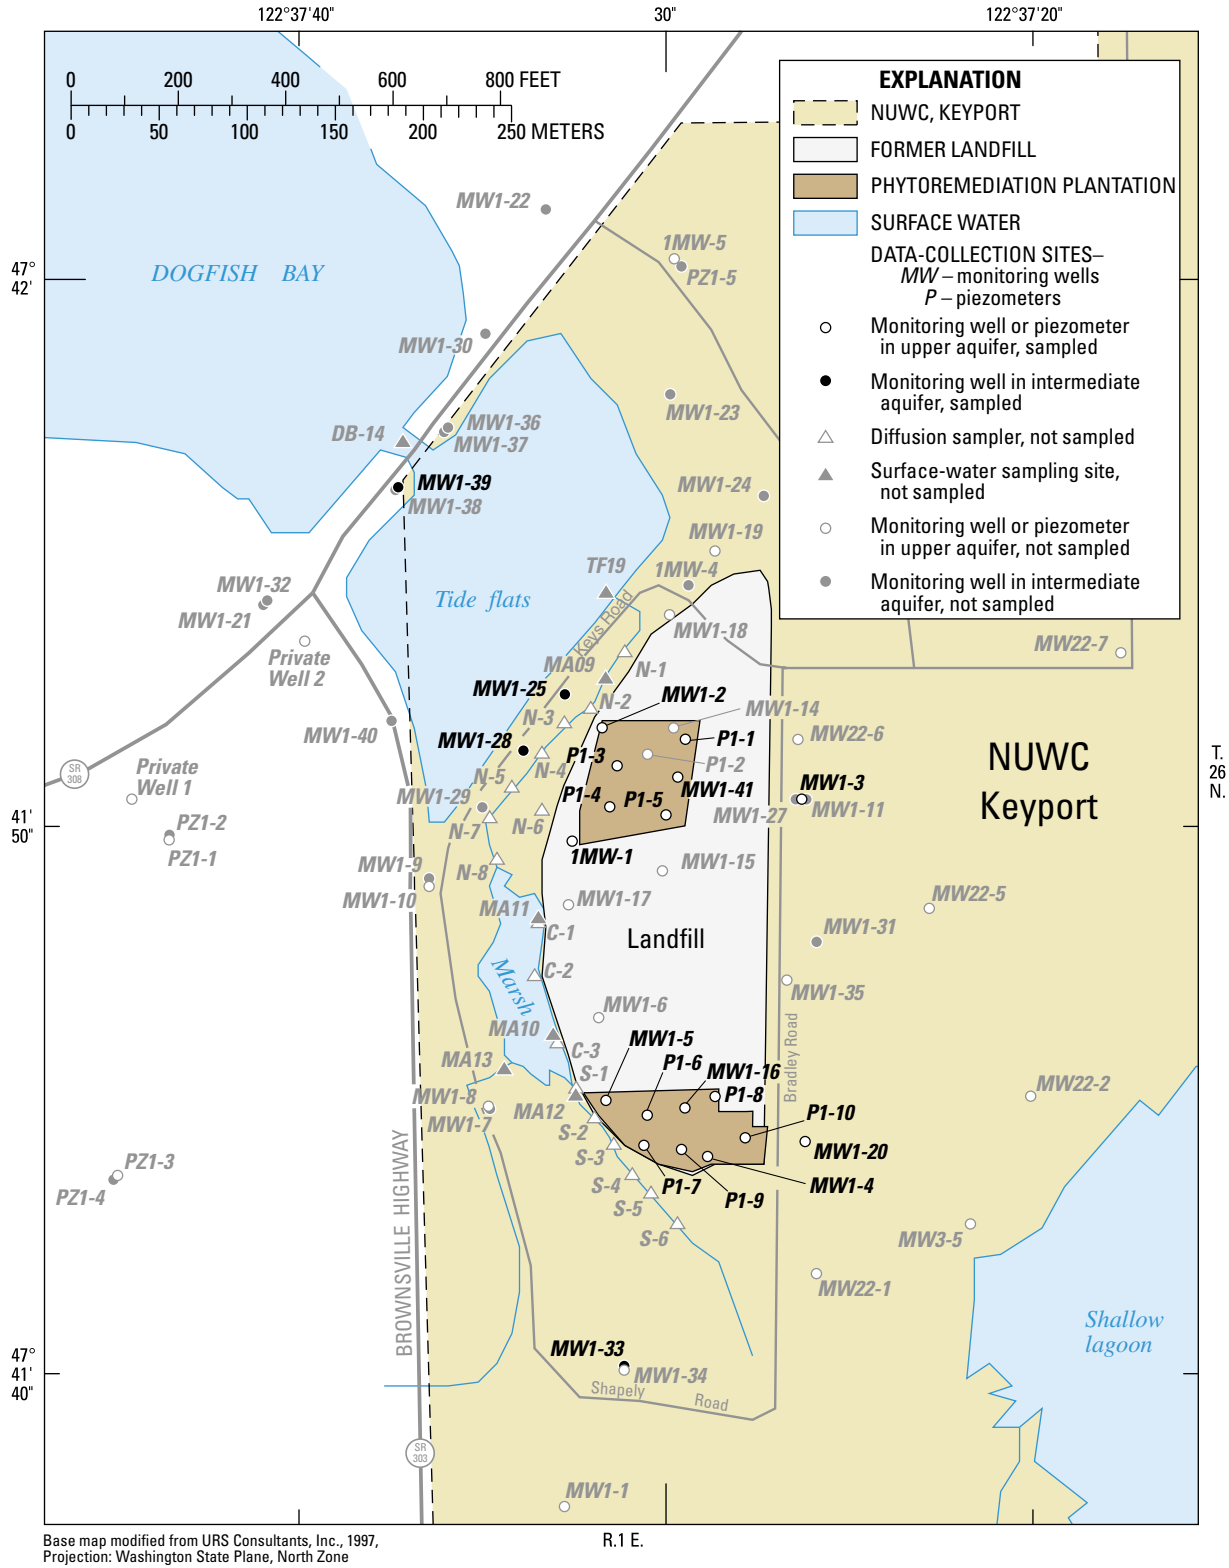 122°37'40"
30"
122°37'20"
0 200 400 600 800 FEET
0 50 100 150 200 250 METERS
EXPLANATION
NUWC, KEYPORT
FORMER LANDFILL
PHYTOREMEDIATION PLANTATION
SURFACE WATER
DATA-COLLECTION SITES–
MW – monitoring wells
P – piezometers
Monitoring well or piezometer
in upper aquifer, sampled
Monitoring well in intermediate
aquifer, sampled
Diffusion sampler, not sampled
Surface-water sampling site,
not sampled
Monitoring well or piezometer
in upper aquifer, not sampled
Monitoring well in intermediate
aquifer, not sampled
MW1-22
1MW-5
PZ1-5
DOGFISH BAY
47°
42'
MW1-30
MW1-23
MW1-36
MW1-37
DB-14
MW1-39
MW1-38
MW1-24
MW1-19
1MW-4
TF19
MW1-32
MW1-21
Tide flats
Keys Road
MW1-18
Private
Well 2
MW22-7
MA09
N-1
MW1-25
N-2
MW1-2
MW1-14
N-3
MW1-40
MW1-28
P1-3
P1-1
MW22-6
P1-2
N-4
SR
308
Private
Well 1
N-5
MW1-29
P1-4
P1-5
MW1-41
MW1-3
MW1-27
MW1-11
NUWC
Keyport
T.
26
N.
41'
50"
PZ1-2
PZ1-1
N-7
N-6
1MW-1
MW1-9
MW1-10
N-8
MW1-15
MW1-17
MW22-5
MA11
C-1
MW1-31
Landfill
C-2
Marsh
MW1-35
MW1-6
MA10
C-3
MW1-5
P1-6
MW1-16
P1-8
Bradley Road
MA13
S-1
MW22-2
MW1-8
MW1-7
MA12
P1-10
S-2
MW1-20
S-3
PZ1-3
PZ1-4
P1-7
P1-9
MW1-4
S-4
S-5
S-6
MW3-5
BROWNSVILLE HIGHWAY
MW22-1
Shallow
lagoon
47°
41'
40"
MW1-33
MW1-34
Shapely Road
SR
303
MW1-1
Base map modified from URS Consultants, Inc., 1997,
Projection: Washington State Plane, North Zone
R.1 E.